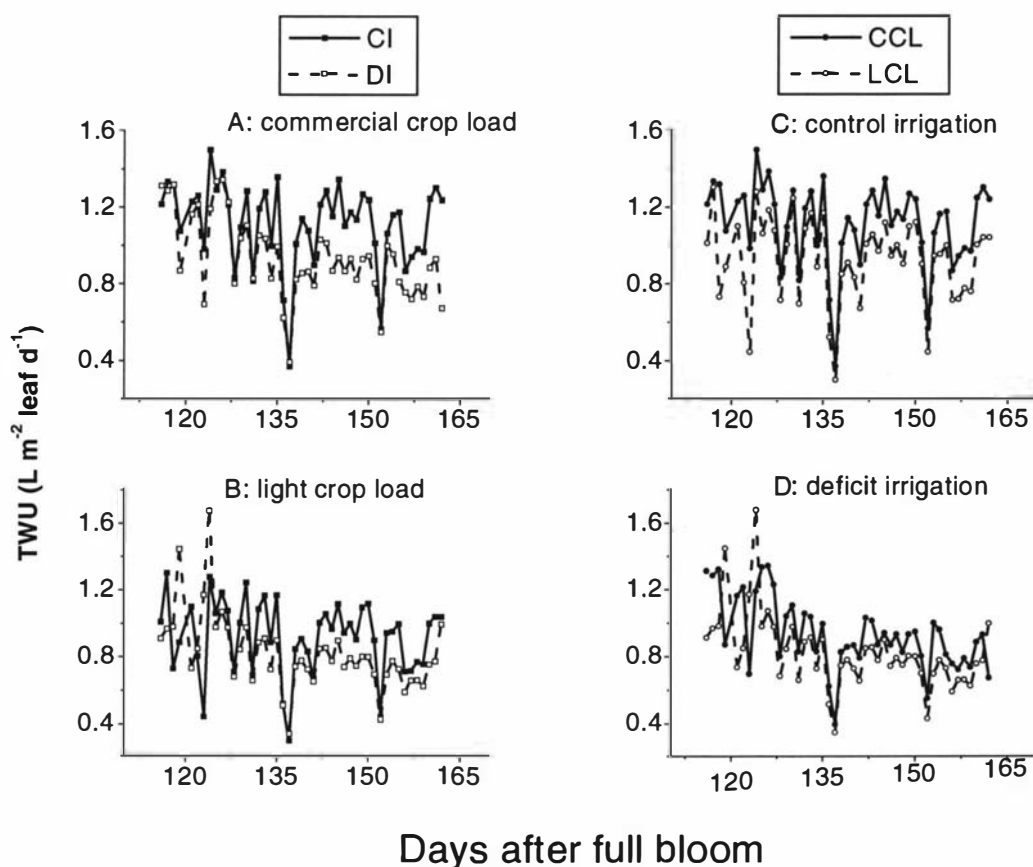 CI
DI
CCL
LCL
A: commercial crop load
C: control irrigation
1.6
1.2
0.8
0.4
120 135 150 165
1.6
1.2
0.8
0.4
120 135 150 165
B: light crop load
D: deficit irrigation
1.6
1.2
0.8
0.4
120 135 150 165
1.6
1.2
0.8
0.4
120 135 150 165
TWU (L m⁻² leaf d⁻¹)
Days after full bloom